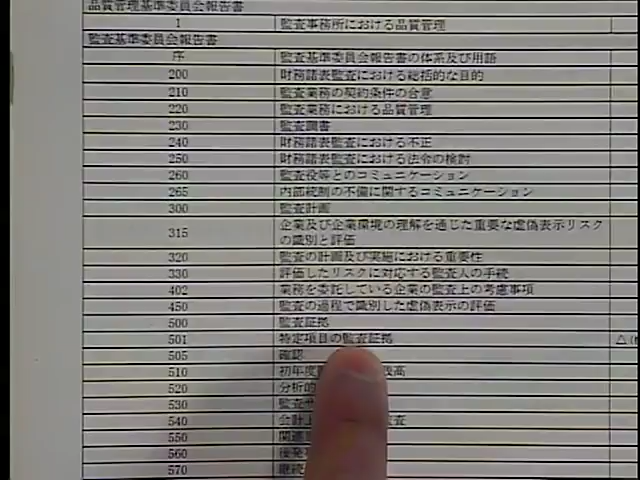 品質管理基準委員会報告書
1 監査事務所における品質管理
監査基準委員会報告書
序 監査基準委員会報告書の体系及び用語
200 財務諸表監査における総括的な目的
210 監査業務の契約条件の合意
220 監査業務における品質管理
230 監査調書
240 財務諸表監査における不正
250 財務諸表監査における法令の検討
260 監査役等とのコミュニケーション
265 内部統制の不備に関するコミュニケーション
300 監査計画
315 企業及び企業環境の理解を通じた重要な虚偽表示リスク
の識別と評価
320 監査の計画及び実施における重要性
330 評価したリスクに対応する監査人の手続
402 業務を委託している企業の監査上の考慮事項
450 監査の過程で識別した虚偽表示の評価
500 監査証拠
501 特定項目の監査証拠 △
505 確認
510 初年度 残高
520 分析的
530 監査
540 会計上 査
550 関連
560 後発
570 継続